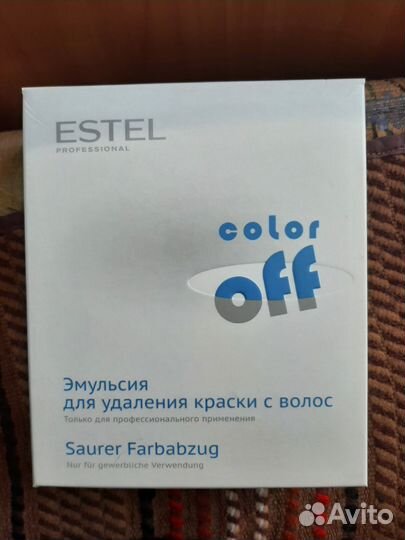 ESTEL
PROFESSIONAL
color
off
Эмульсия
для удаления краски с волос
Только для профессионального применения
Saurer Farbabzug
Nur für gewerbliche Verwendung
Avito